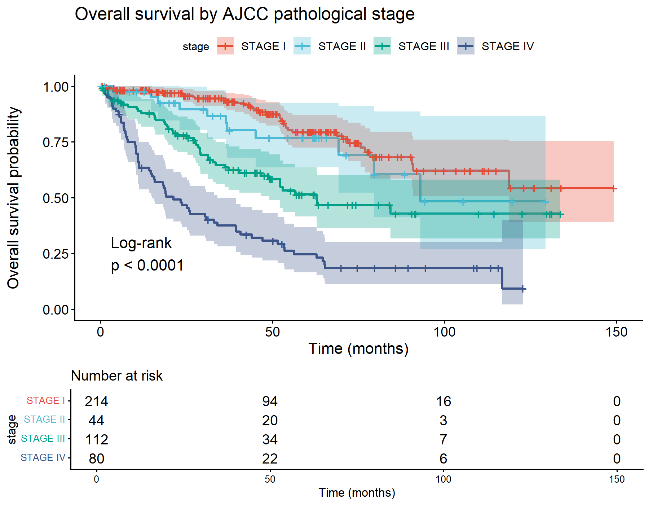 Overall survival by AJCC pathological stage
stage STAGE I STAGE II STAGE III STAGE IV
Overall survival probability
1.00
0.75
0.50
0.25
0.00
Log-rank
p < 0.0001
0 50 100 150
Time (months)
Number at risk
stage
STAGE I 214 94 16 0
STAGE II 44 20 3 0
STAGE III 112 34 7 0
STAGE IV 80 22 6 0
0 50 100 150
Time (months)